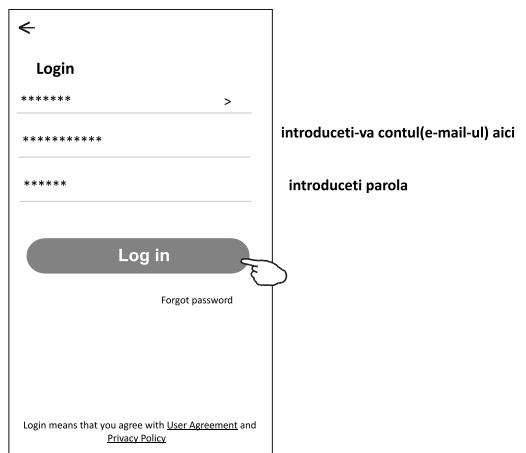 Login
******* >
***********
introduceti-va contul(e-mail-ul) aici
******
introduceti parola
Log in
Forgot password
Login means that you agree with User Agreement and
Privacy Policy